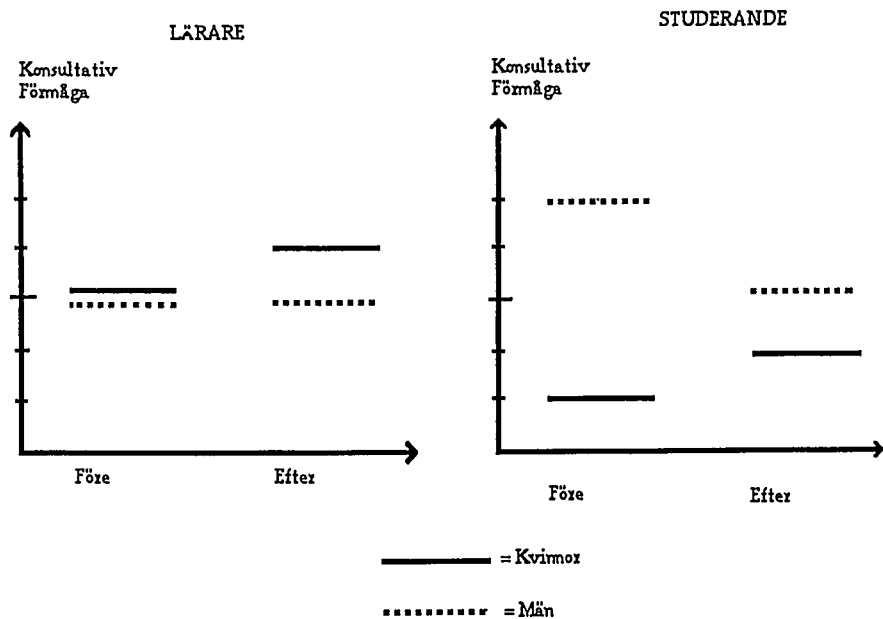 LÄRARE
Konsultativ
Förmåga
Före
Efter
STUDERANDE
Konsultativ
Förmåga
Före
Efter
= Kvinnor
= Män